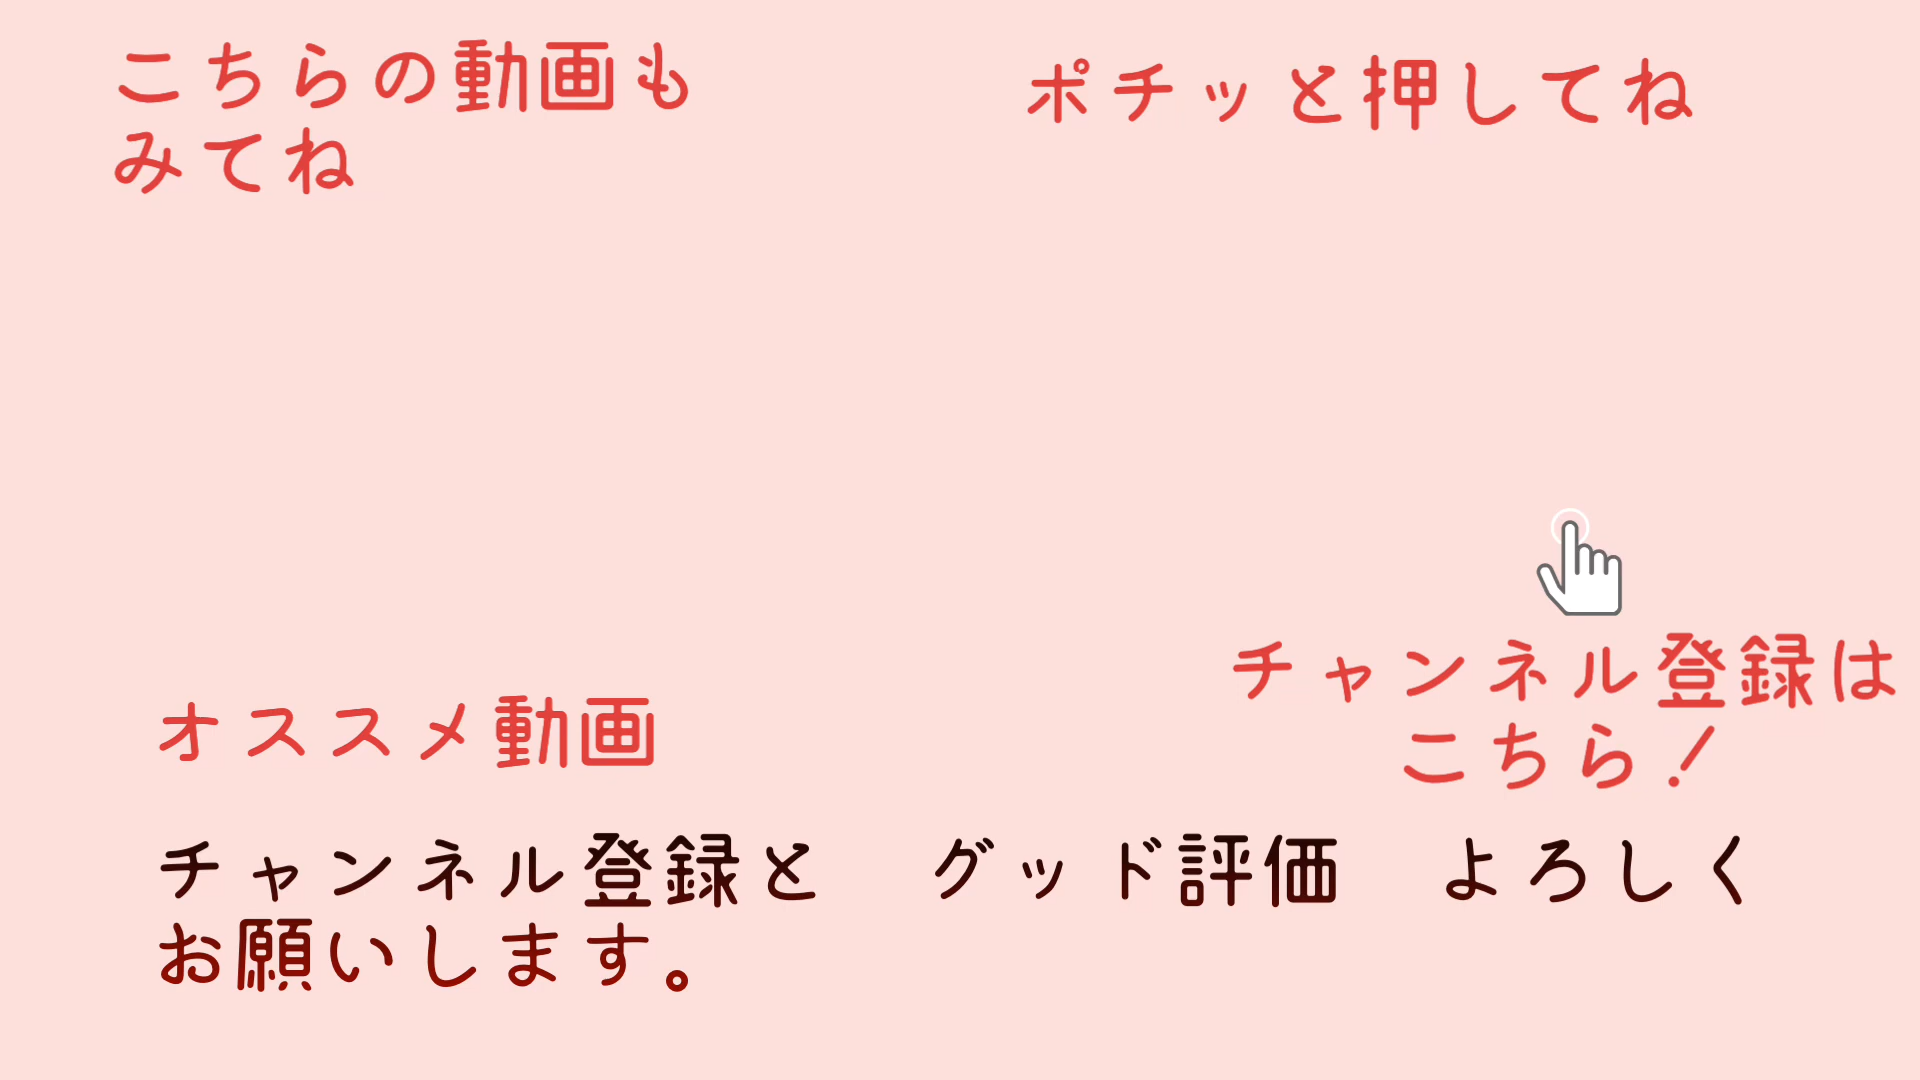 こちらの動画も
みてね
ポチッと押してね
チャンネル登録は
こちら！
オススメ動画
チャンネル登録と　グッド評価　よろしく
お願いします。